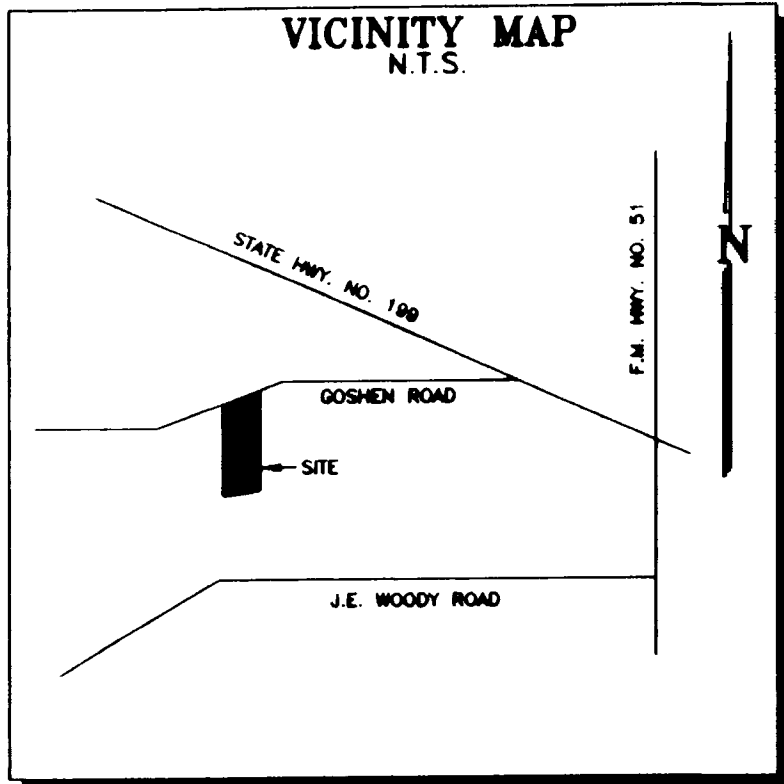 VICINITY MAP
N.T.S.
STATE HWY. NO. 199
F.M. HWY. NO. 51
N
GOSHEN ROAD
SITE
J.E. WOODY ROAD